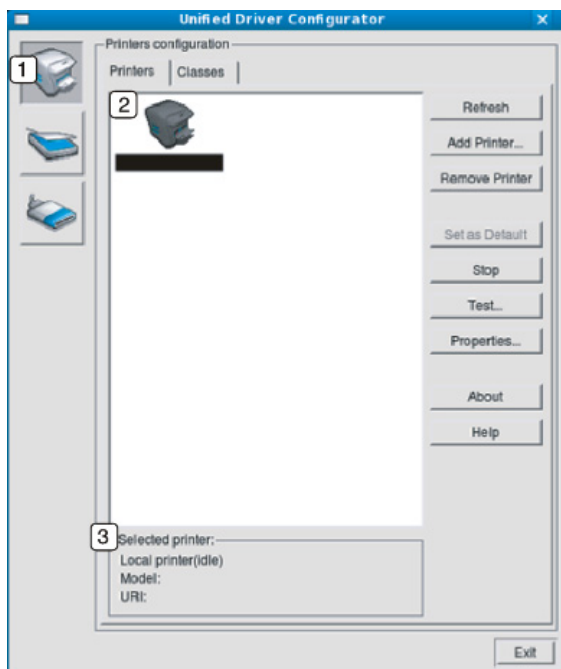 Unified Driver Configurator
Printers configuration
1
Printers Classes
2
Refresh
Add Printer...
Remove Printer
Set as Default
Stop
Test...
Properties...
About
Help
3
Selected printer:
Local printer(idle)
Model:
URI:
Exit